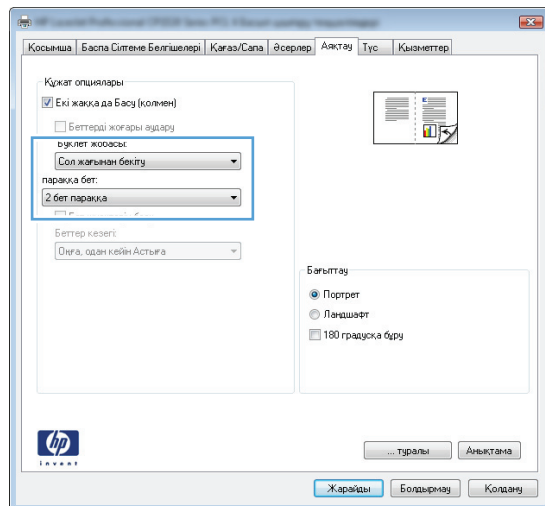 Қосымша
Баспа Сілтеме Белгішелері
Қағаз/Сапа
Әсерлер
Аяқтау
Түс
Қызметтер
Құжат опциялары
Екі жаққа да Басу (қолмен)
Беттерді жоғары аудару
Буклет жобасы:
Сол жағынан бекіту
параққа бет:
2 бет параққа
Беттер кезегі:
Оңға, одан кейін Астыға
Бағыттау
Портрет
Ландшафт
180 градусқа бұру
hp
invent
... туралы
Анықтама
Жарайды
Болдырмау
Қолдану